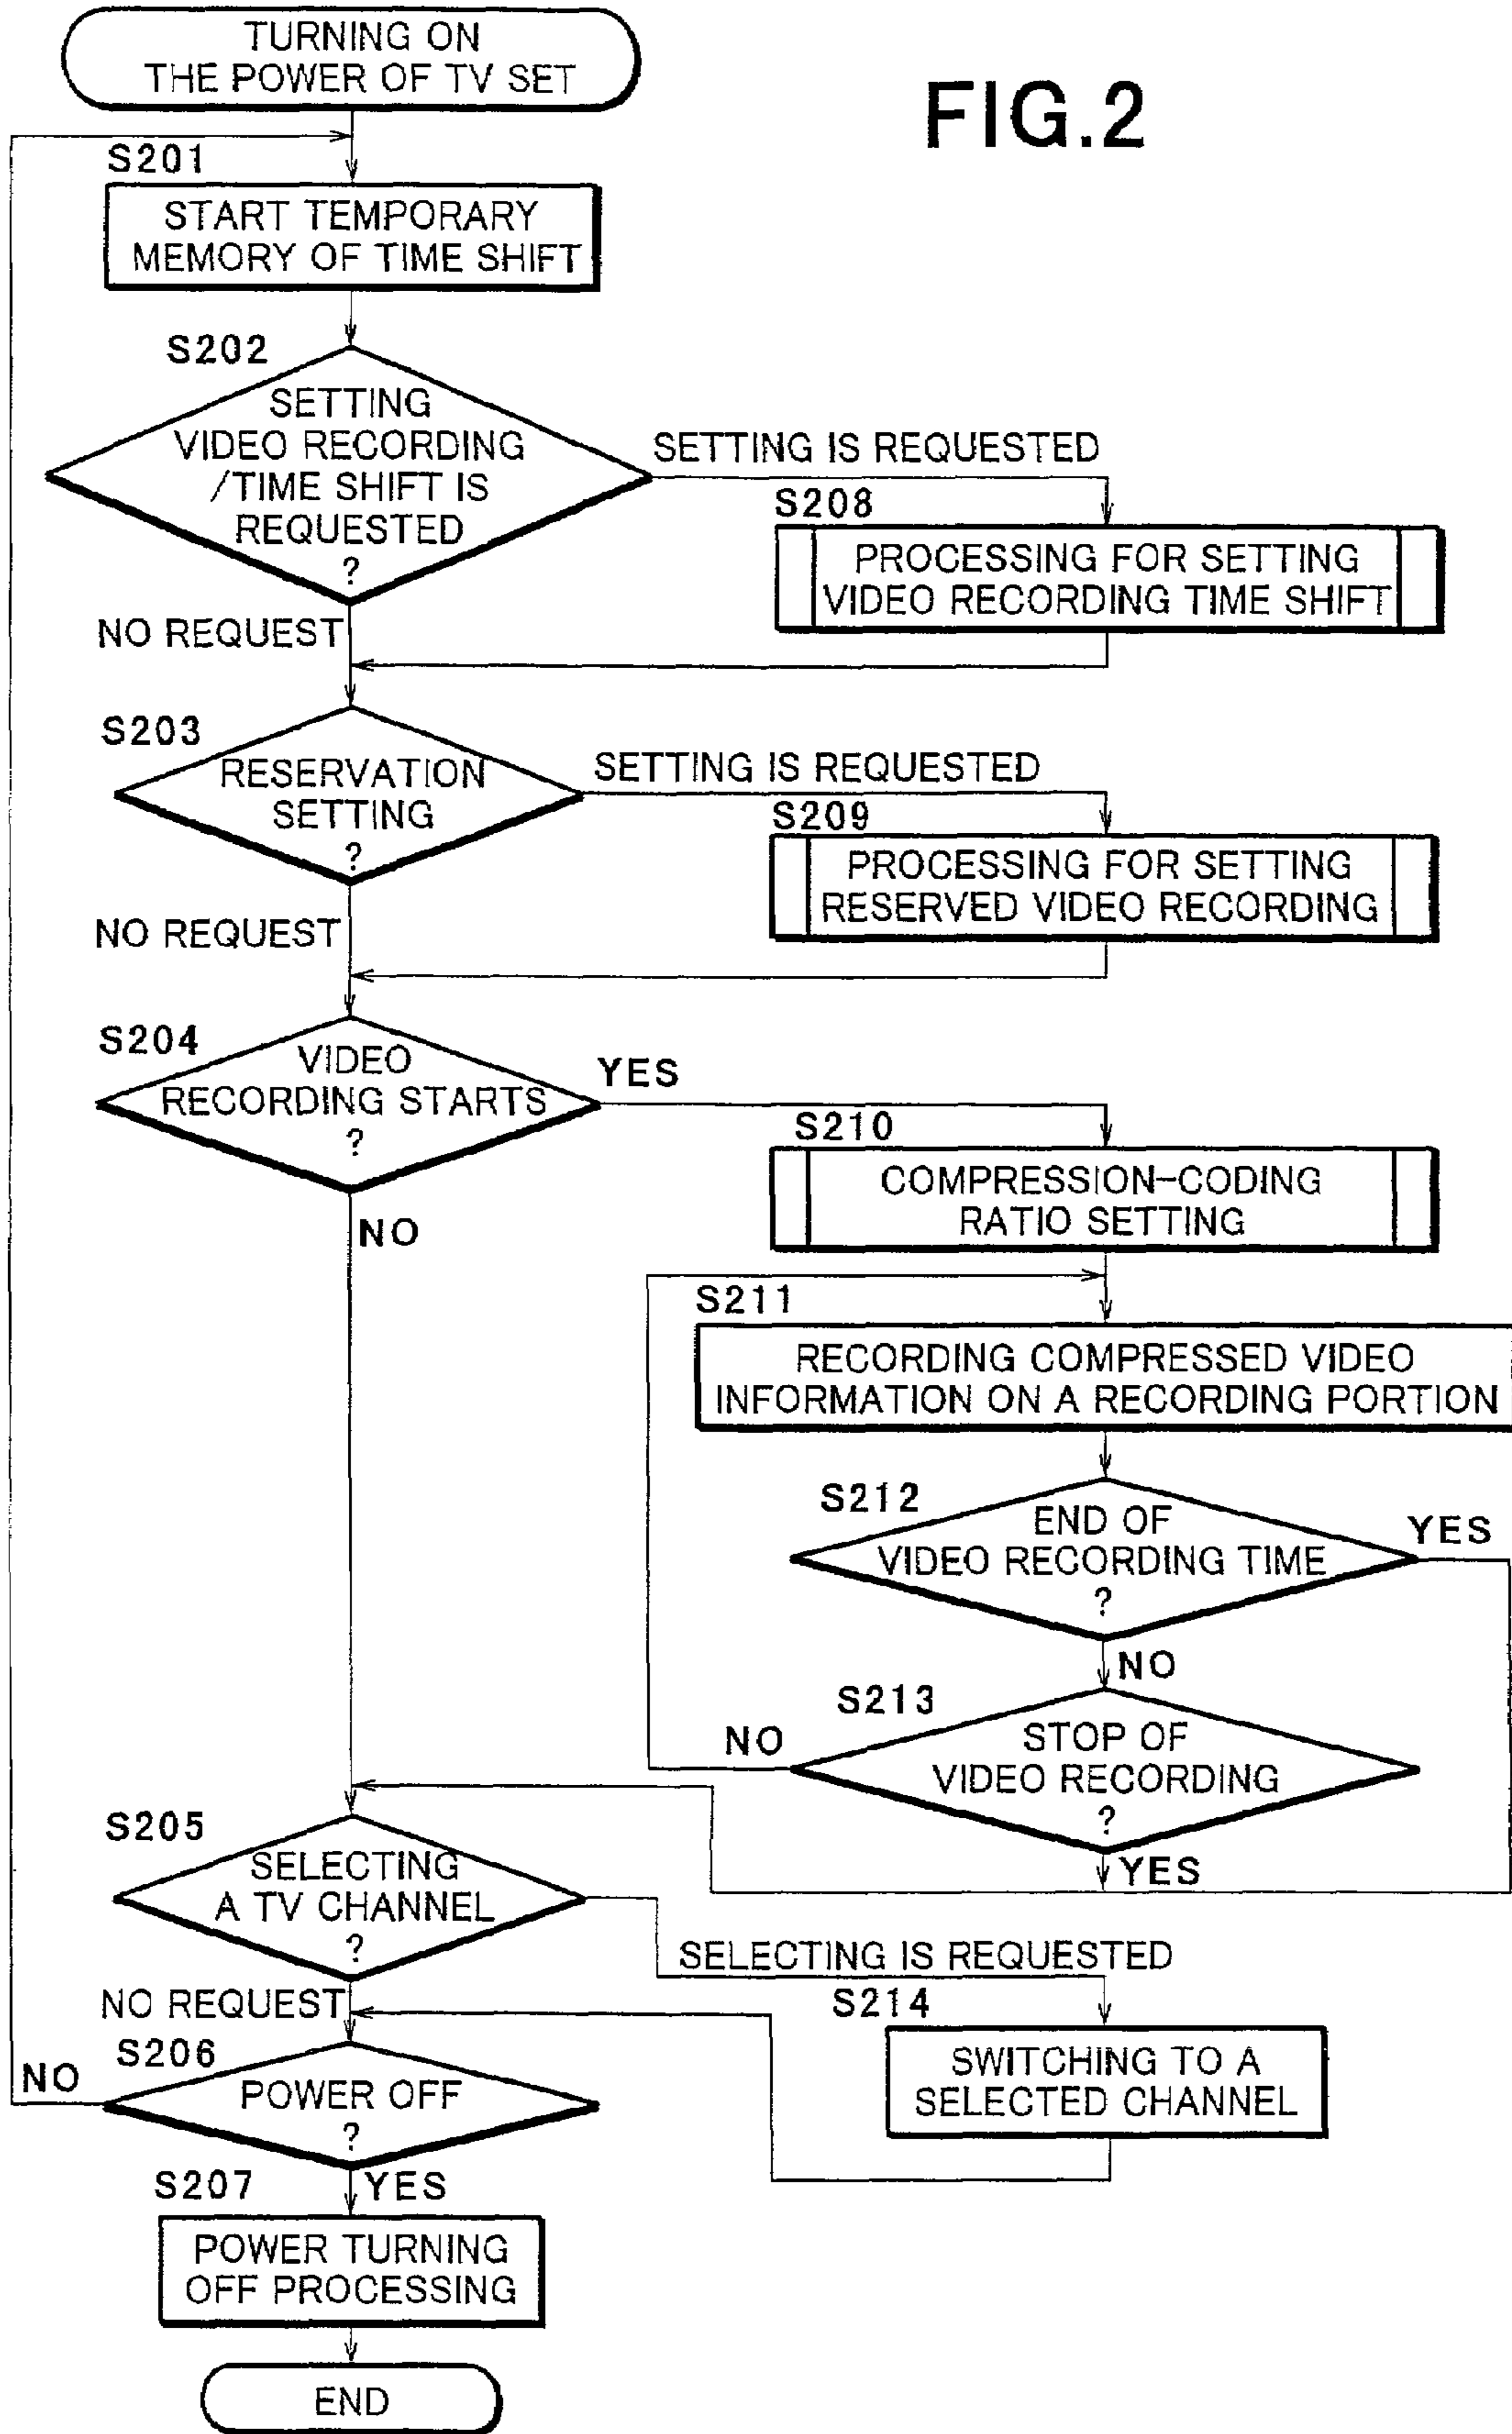 TURNING ON
THE POWER OF TV SET
FIG.2
S201
START TEMPORARY
MEMORY OF TIME SHIFT
S202
SETTING
VIDEO RECORDING
/TIME SHIFT IS
REQUESTED
?
SETTING IS REQUESTED
S208
PROCESSING FOR SETTING
VIDEO RECORDING TIME SHIFT
NO REQUEST
S203
RESERVATION
SETTING
?
SETTING IS REQUESTED
S209
PROCESSING FOR SETTING
RESERVED VIDEO RECORDING
NO REQUEST
S204
VIDEO
RECORDING STARTS
?
YES
S210
COMPRESSION-CODING
RATIO SETTING
NO
S211
RECORDING COMPRESSED VIDEO
INFORMATION ON A RECORDING PORTION
S212
END OF
VIDEO RECORDING TIME
?
YES
NO
S213
STOP OF
VIDEO RECORDING
?
NO
YES
S205
SELECTING
A TV CHANNEL
?
SELECTING IS REQUESTED
NO REQUEST
S214
SWITCHING TO A
SELECTED CHANNEL
S206
POWER OFF
?
NO
YES
S207
POWER TURNING
OFF PROCESSING
END